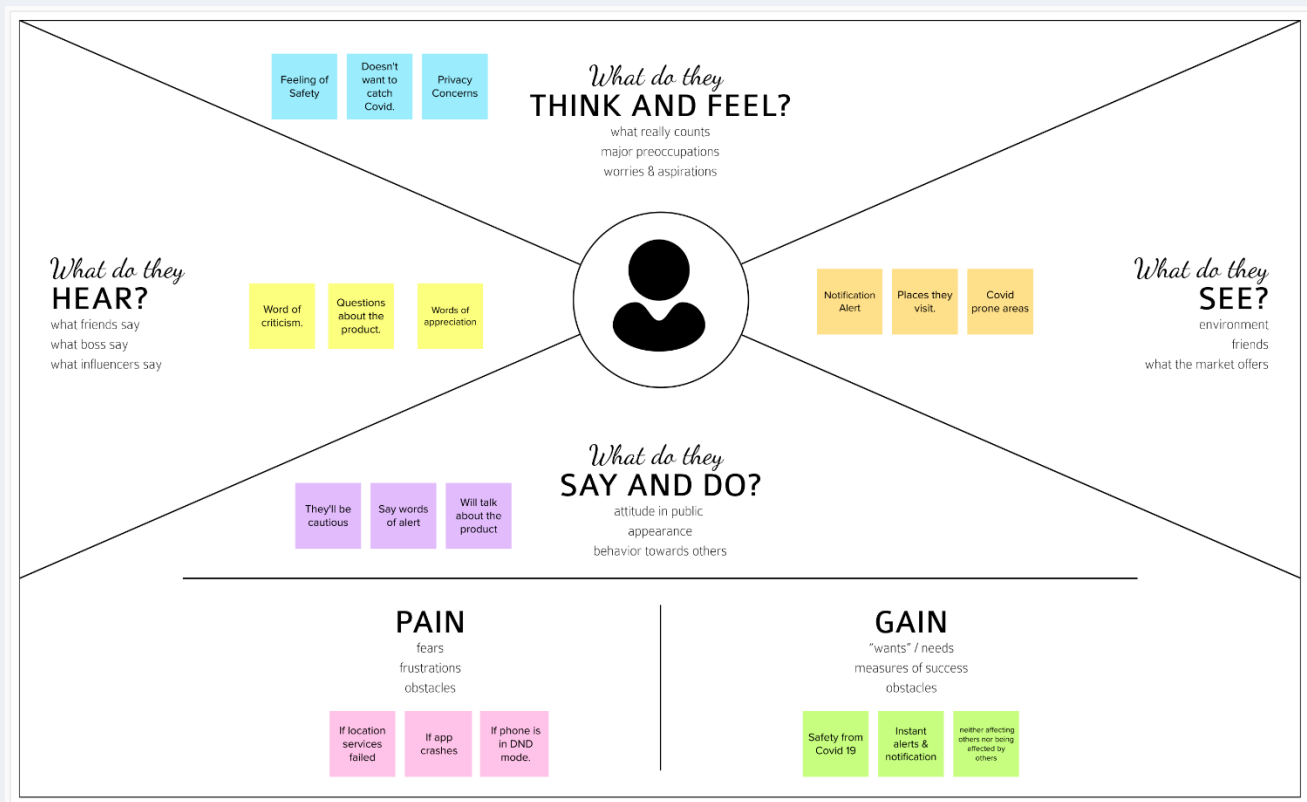 Feeling of
Safety
Doesn't
want to
catch
Covid.
Privacy
Concerns
What do they
THINK AND FEEL?
what really counts
major preoccupations
worries & aspirations
What do they
HEAR?
what friends say
what boss say
what influencers say
Word of
criticism.
Questions
about the
product.
Words of
appreciation
Notification
Alert
Places they
visit.
Covid
prone areas
What do they
SEE?
environment
friends
what the market offers
What do they
SAY AND DO?
attitude in public
appearance
behavior towards others
They'll be
cautious
Say words
of alert
Will talk
about the
product
PAIN
fears
frustrations
obstacles
If location
services
failed
If app
crashes
If phone is
in DND
mode.
GAIN
"wants" / needs
measures of success
obstacles
Safety from
Covid 19
Instant
alerts &
notification
neither affecting
others nor being
affected by
others